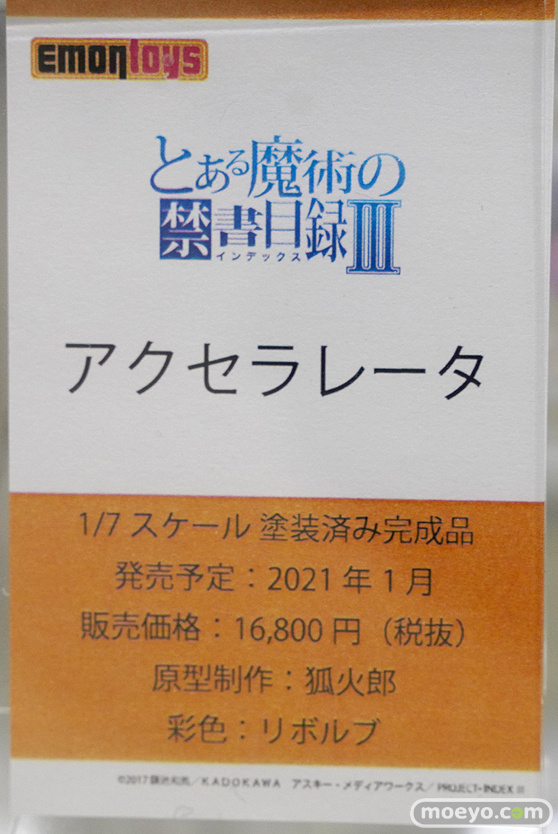 emontoys
とある魔術の
禁書目録III
インデックス
アクセラレータ
1/7 スケール 塗装済み完成品
発売予定：2021 年 1 月
販売価格：16,800 円（税抜）
原型制作：狐火郎
彩色：リボルブ
©2017 鎌池和馬／KADOKAWA アスキー・メディアワークス／PROJECT-INDEX III
moeyo.com